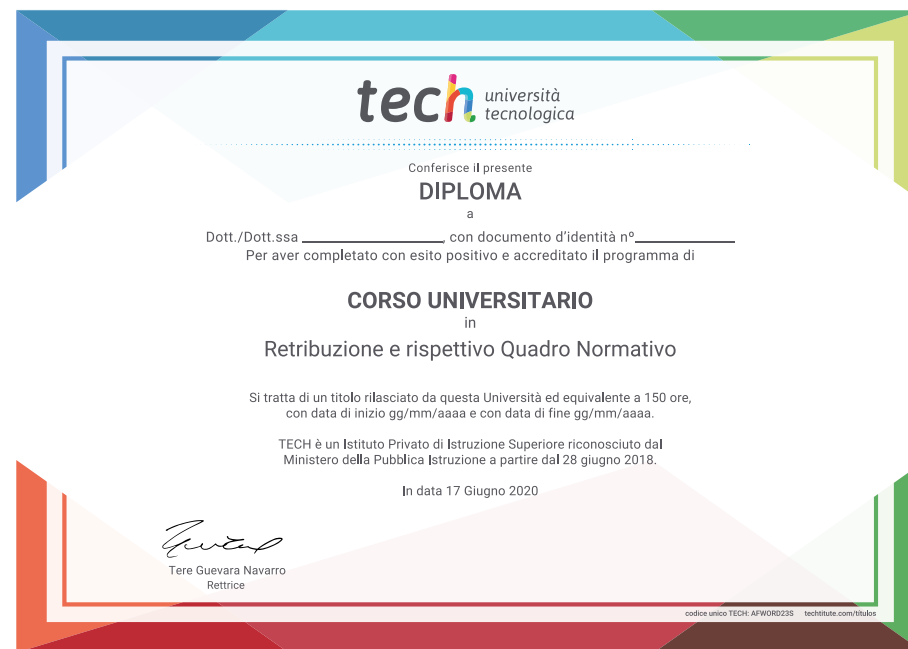 tech università
tecnologica
Conferisce il presente
DIPLOMA
a
Dott./Dott.ssa ____________________, con documento d'identità nº______________
Per aver completato con esito positivo e accreditato il programma di
CORSO UNIVERSITARIO
in
Retribuzione e rispettivo Quadro Normativo
Si tratta di un titolo rilasciato da questa Università ed equivalente a 150 ore,
con data di inizio gg/mm/aaaa e con data di fine gg/mm/aaaa.
TECH è un Istituto Privato di Istruzione Superiore riconosciuto dal
Ministero della Pubblica Istruzione a partire dal 28 giugno 2018.
In data 17 Giugno 2020
Tere Guevara Navarro
Rettrice
codice unico TECH: AFWORD23S techtitute.com/titulos